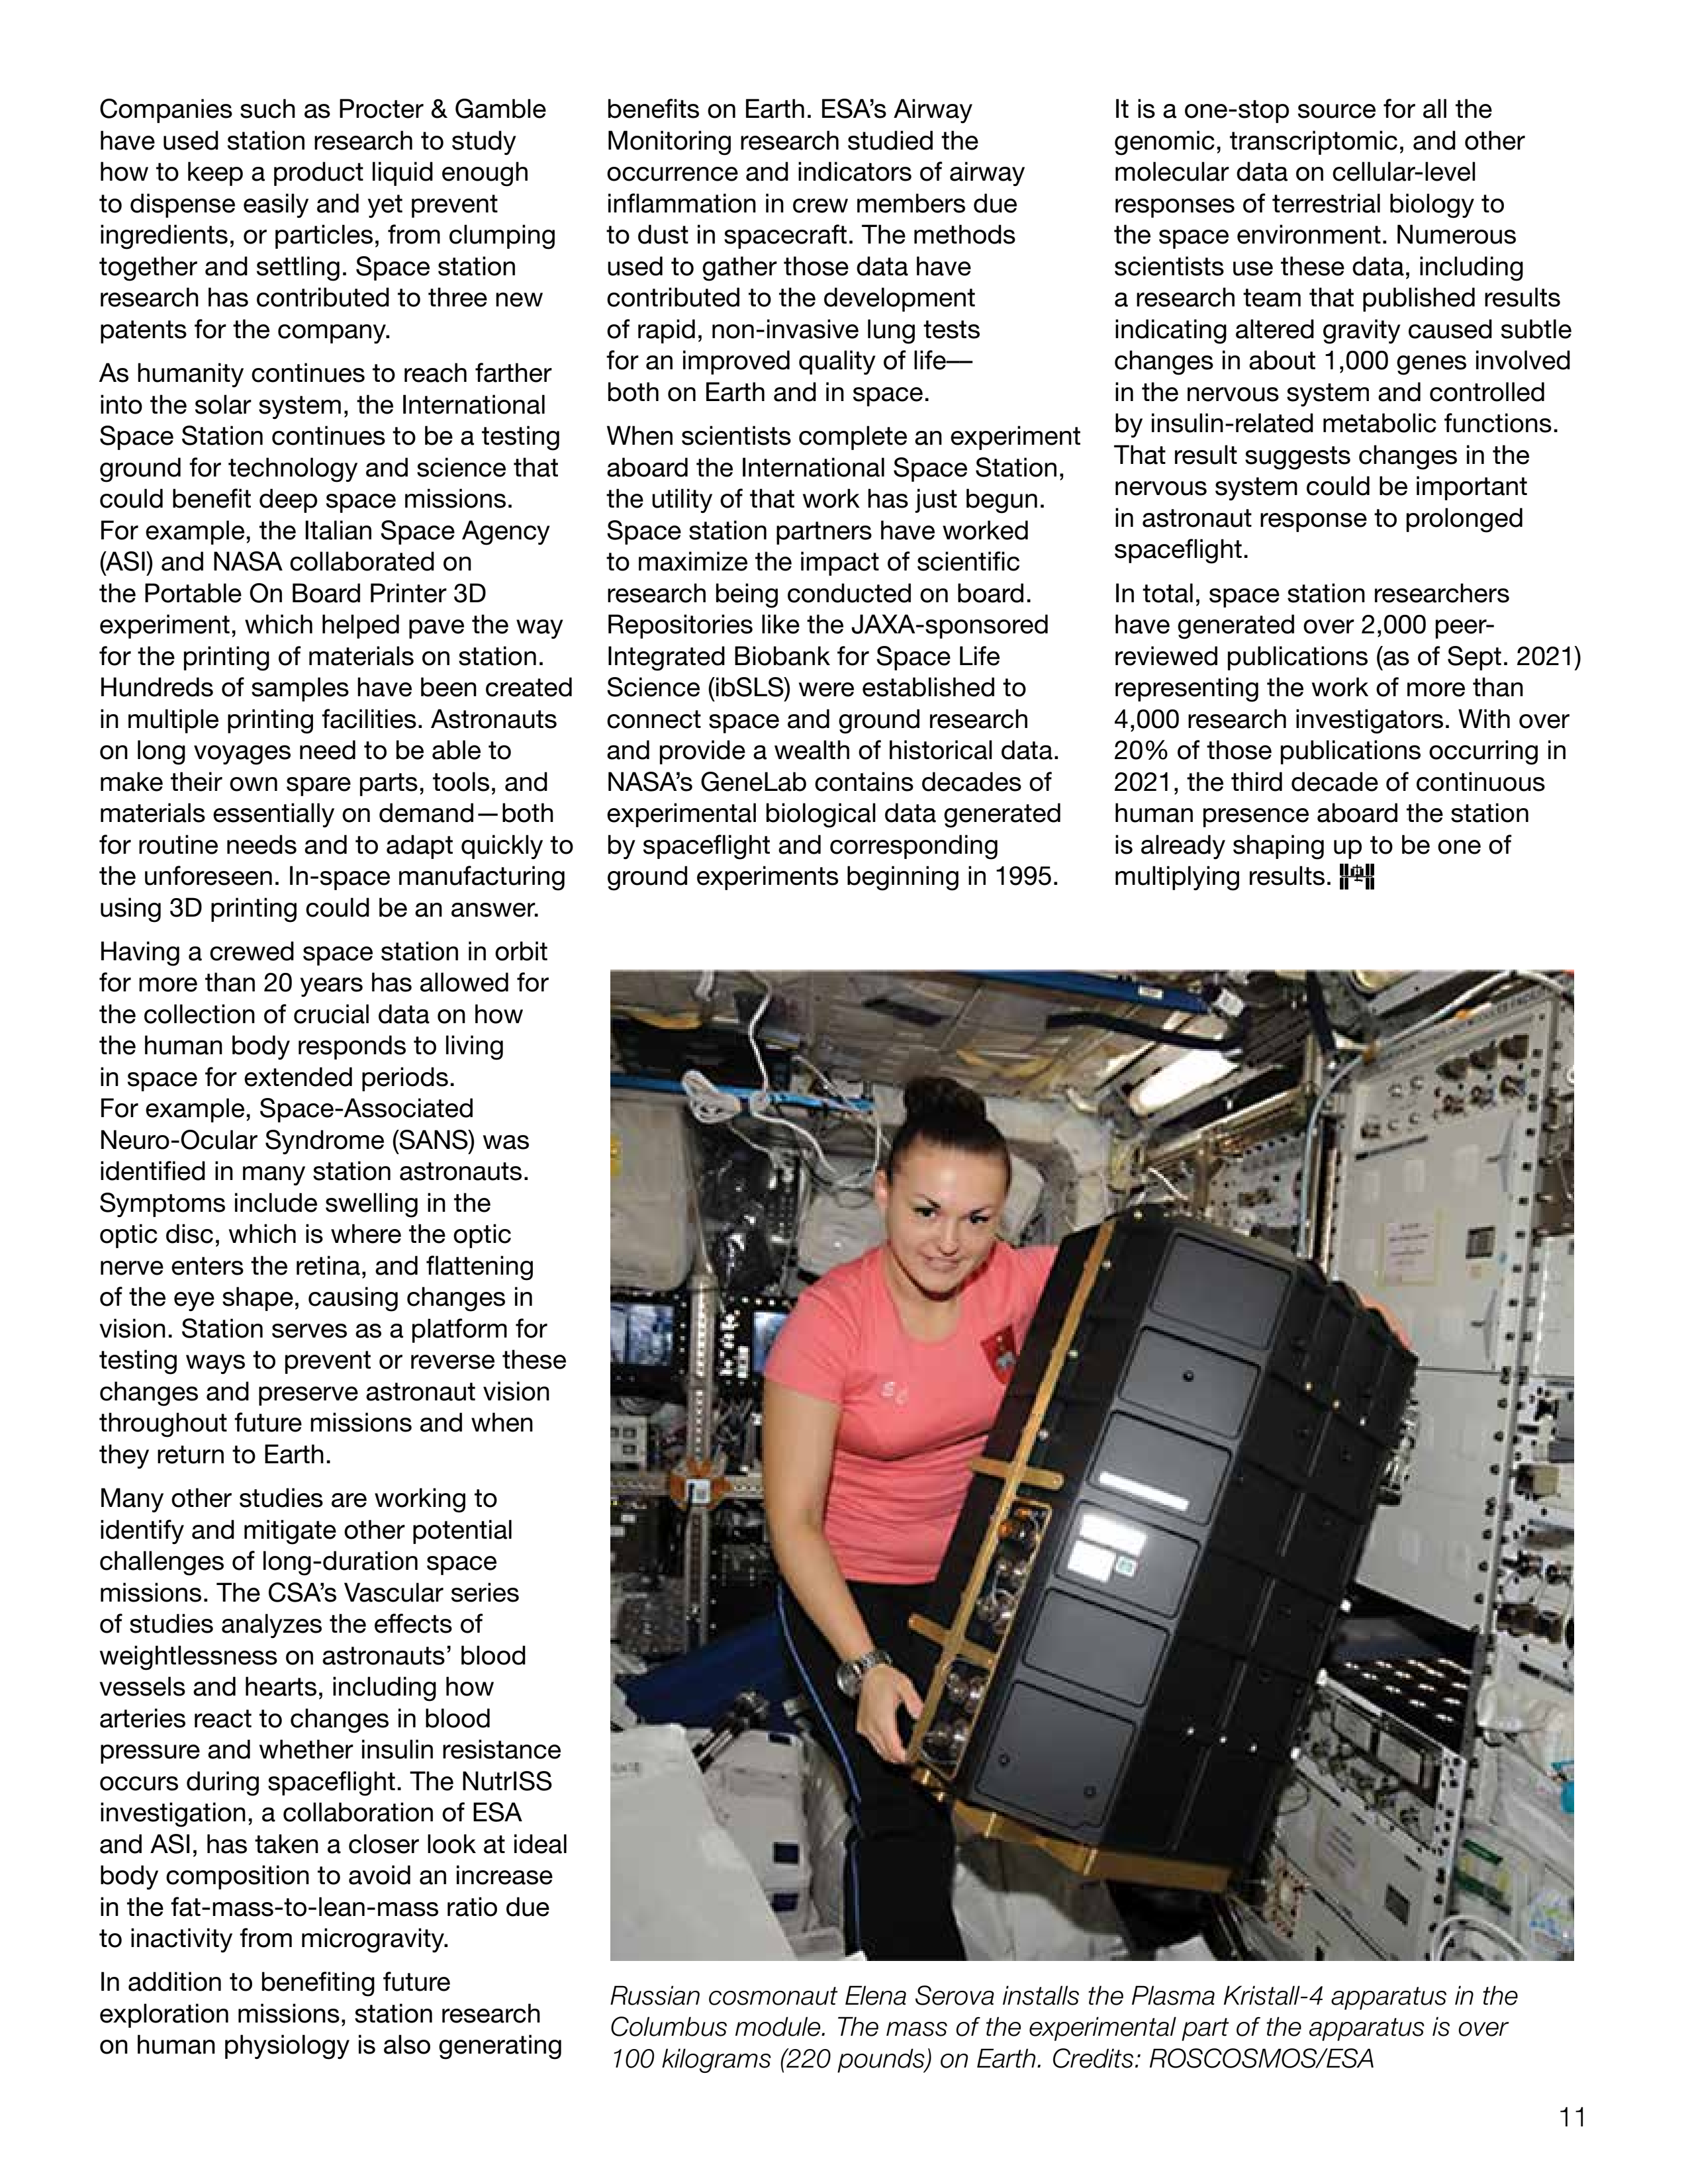 Companies such as Procter & Gamble
have used station research to study
how to keep a product liquid enough
to dispense easily and yet prevent
ingredients, or particles, from clumping
together and settling. Space station
research has contributed to three new
patents for the company.
As humanity continues to reach farther
into the solar system, the International
Space Station continues to be a testing
ground for technology and science that
could benefit deep space missions.
For example, the Italian Space Agency
(ASI) and NASA collaborated on
the Portable On Board Printer 3D
experiment, which helped pave the way
for the printing of materials on station.
Hundreds of samples have been created
in multiple printing facilities. Astronauts
on long voyages need to be able to
make their own spare parts, tools, and
materials essentially on demand—both
for routine needs and to adapt quickly to
the unforeseen. In-space manufacturing
using 3D printing could be an answer.
Having a crewed space station in orbit
for more than 20 years has allowed for
the collection of crucial data on how
the human body responds to living
in space for extended periods.
For example, Space-Associated
Neuro-Ocular Syndrome (SANS) was
identified in many station astronauts.
Symptoms include swelling in the
optic disc, which is where the optic
nerve enters the retina, and flattening
of the eye shape, causing changes in
vision. Station serves as a platform for
testing ways to prevent or reverse these
changes and preserve astronaut vision
throughout future missions and when
they return to Earth.
Many other studies are working to
identify and mitigate other potential
challenges of long-duration space
missions. The CSA’s Vascular series
of studies analyzes the effects of
weightlessness on astronauts’ blood
vessels and hearts, including how
arteries react to changes in blood
pressure and whether insulin resistance
occurs during spaceflight. The NutrISS
investigation, a collaboration of ESA
and ASI, has taken a closer look at ideal
body composition to avoid an increase
in the fat-mass-to-lean-mass ratio due
to inactivity from microgravity.
In addition to benefiting future
exploration missions, station research
on human physiology is also generating
benefits on Earth. ESA’s Airway
Monitoring research studied the
occurrence and indicators of airway
inflammation in crew members due
to dust in spacecraft. The methods
used to gather those data have
contributed to the development
of rapid, non-invasive lung tests
for an improved quality of life—
both on Earth and in space.
When scientists complete an experiment
aboard the International Space Station,
the utility of that work has just begun.
Space station partners have worked
to maximize the impact of scientific
research being conducted on board.
Repositories like the JAXA-sponsored
Integrated Biobank for Space Life
Science (ibSLS) were established to
connect space and ground research
and provide a wealth of historical data.
NASA’s GeneLab contains decades of
experimental biological data generated
by spaceflight and corresponding
ground experiments beginning in 1995.
It is a one-stop source for all the
genomic, transcriptomic, and other
molecular data on cellular-level
responses of terrestrial biology to
the space environment. Numerous
scientists use these data, including
a research team that published results
indicating altered gravity caused subtle
changes in about 1,000 genes involved
in the nervous system and controlled
by insulin-related metabolic functions.
That result suggests changes in the
nervous system could be important
in astronaut response to prolonged
spaceflight.
In total, space station researchers
have generated over 2,000 peer-
reviewed publications (as of Sept. 2021)
representing the work of more than
4,000 research investigators. With over
20% of those publications occurring in
2021, the third decade of continuous
human presence aboard the station
is already shaping up to be one of
multiplying results.
Russian cosmonaut Elena Serova installs the Plasma Kristall-4 apparatus in the
Columbus module. The mass of the experimental part of the apparatus is over
100 kilograms (220 pounds) on Earth. Credits: ROSCOSMOS/ESA
11